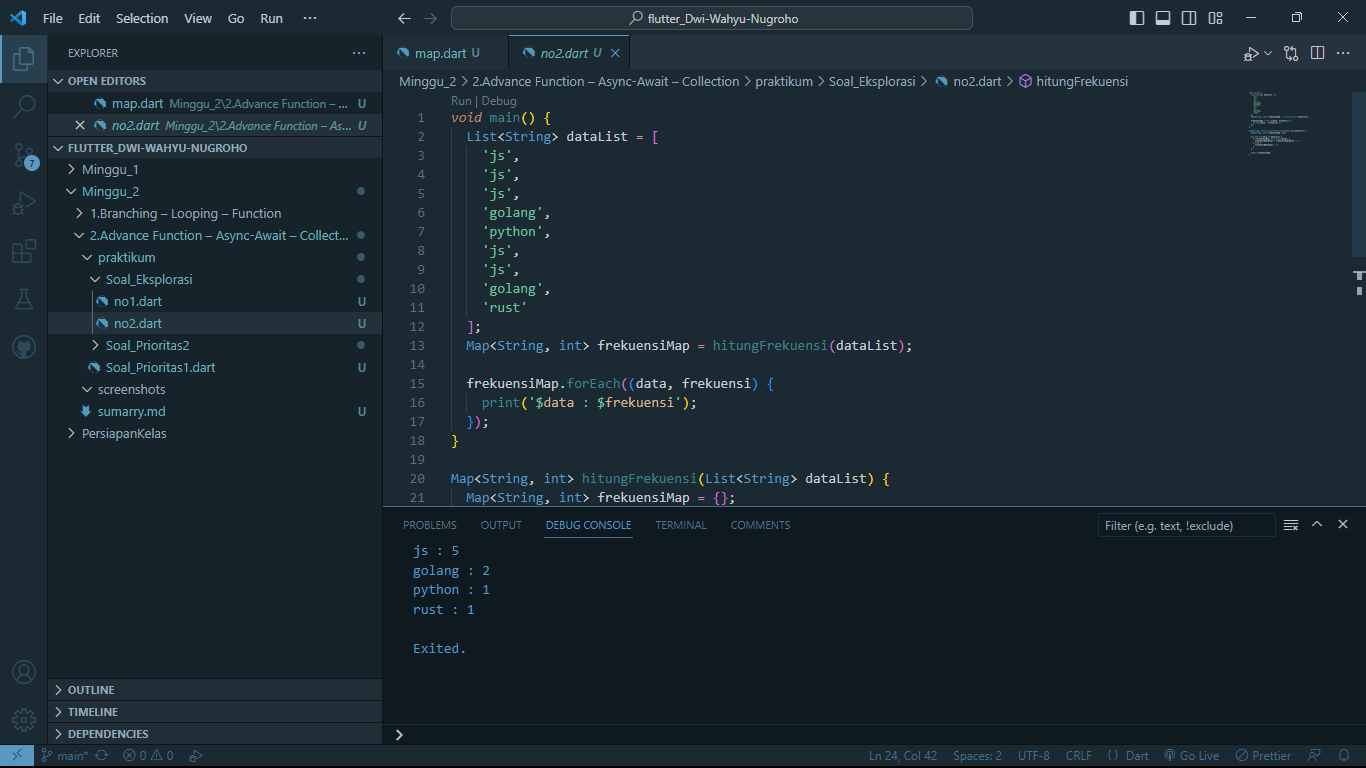 File Edit Selection View Go Run ··· flutter_Dwi-Wahyu-Nugroho
EXPLORER ···
OPEN EDITORS
map.dart Minggu_2\2.Advance Function – ... U
no2.dart Minggu_2\2.Advance Function – As... U
FLUTTER_DWI-WAHYU-NUGROHO
7
Minggu_1
Minggu_2
1.Branching – Looping – Function
2.Advance Function – Async-Await – Collect...
praktikum
Soal_Eksplorasi
no1.dart U
no2.dart U
Soal_Prioritas2
Soal_Prioritas1.dart U
screenshots
sumarry.md U
PersiapanKelas
OUTLINE
TIMELINE
DEPENDENCIES
map.dart U no2.dart U
Minggu_2 > 2.Advance Function – Async-Await – Collection > praktikum > Soal_Eksplorasi > no2.dart > hitungFrekuensi
Run | Debug
1 void main() {
2 List<String> dataList = [
3 'js',
4 'js',
5 'js',
6 'golang',
7 'python',
8 'js',
9 'js',
10 'golang',
11 'rust'
12 ];
13 Map<String, int> frekuensiMap = hitungFrekuensi(dataList);
14
15 frekuensiMap.forEach((data, frekuensi) {
16 print('$data : $frekuensi');
17 });
18 }
19
20 Map<String, int> hitungFrekuensi(List<String> dataList) {
21 Map<String, int> frekuensiMap = {};
PROBLEMS OUTPUT DEBUG CONSOLE TERMINAL COMMENTS Filter (e.g. text, !exclude)
js : 5
golang : 2
python : 1
rust : 1
Exited.
main* 0 0 Ln 24, Col 42 Spaces: 2 UTF-8 CRLF { } Dart Go Live Prettier